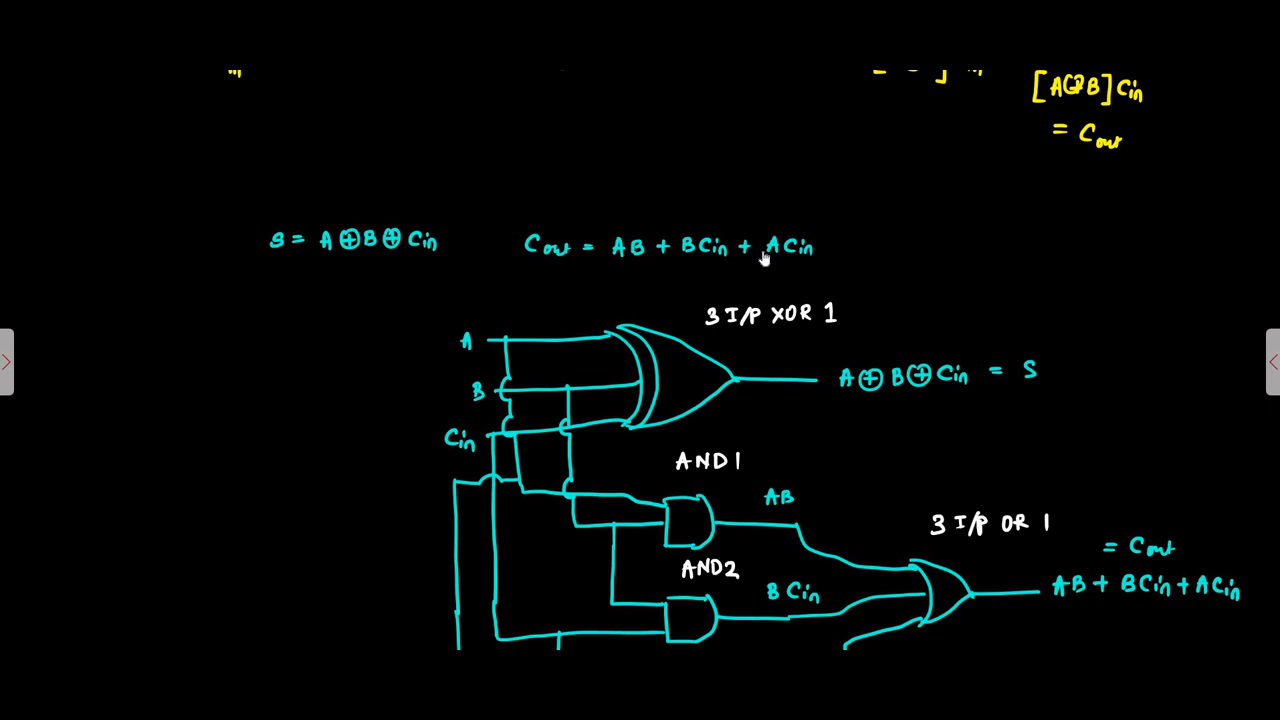 [A⊕B]Cin
= Cout
S = A⊕B⊕Cin
Cout = AB + BCin + ACin
3 I/P XOR 1
A
B
Cin
A⊕B⊕Cin = S
AND1
AB
3 I/P OR 1
= Cout
AB + BCin + ACin
AND2
BCin